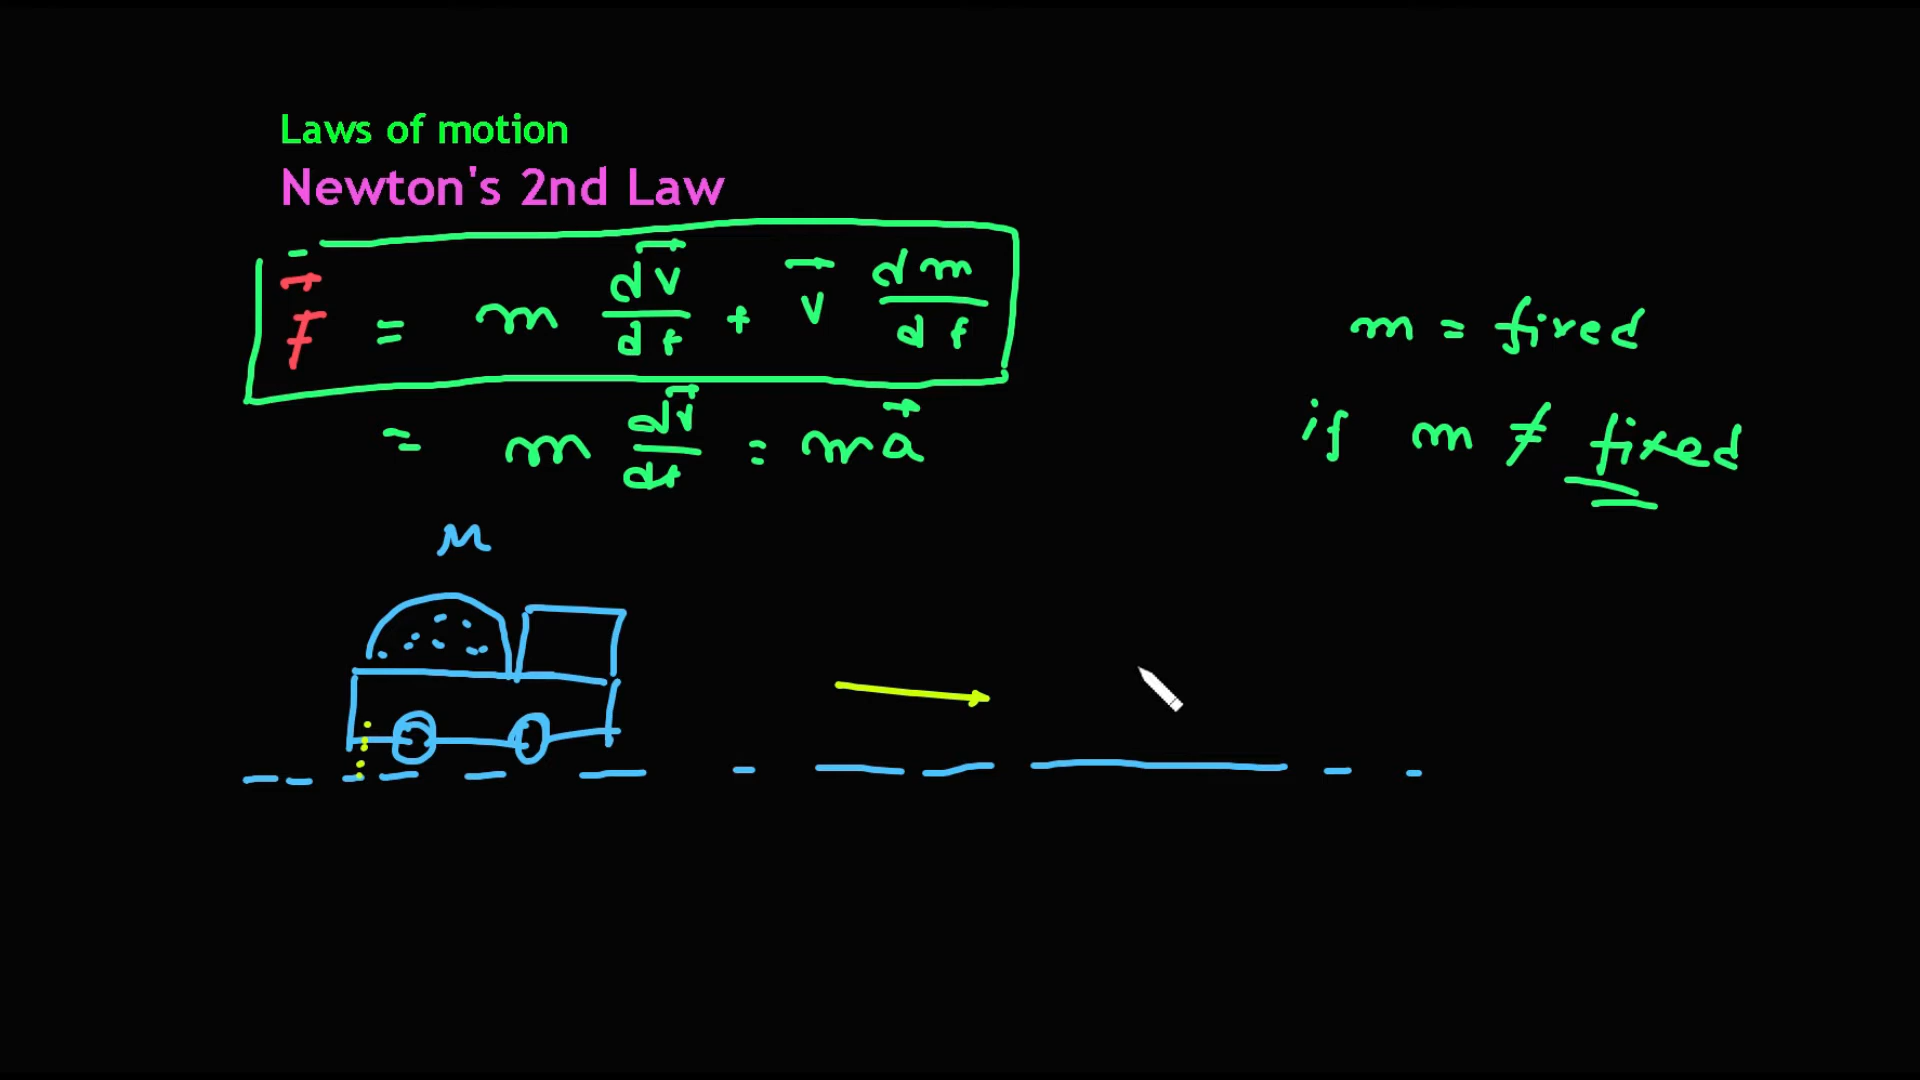 Laws of motion
Newton's 2nd Law
F⃗ = m dv⃗/dt + v⃗ dm/dt
= m dv⃗/dt = ma⃗
m = fixed
if m ≠ fixed
M